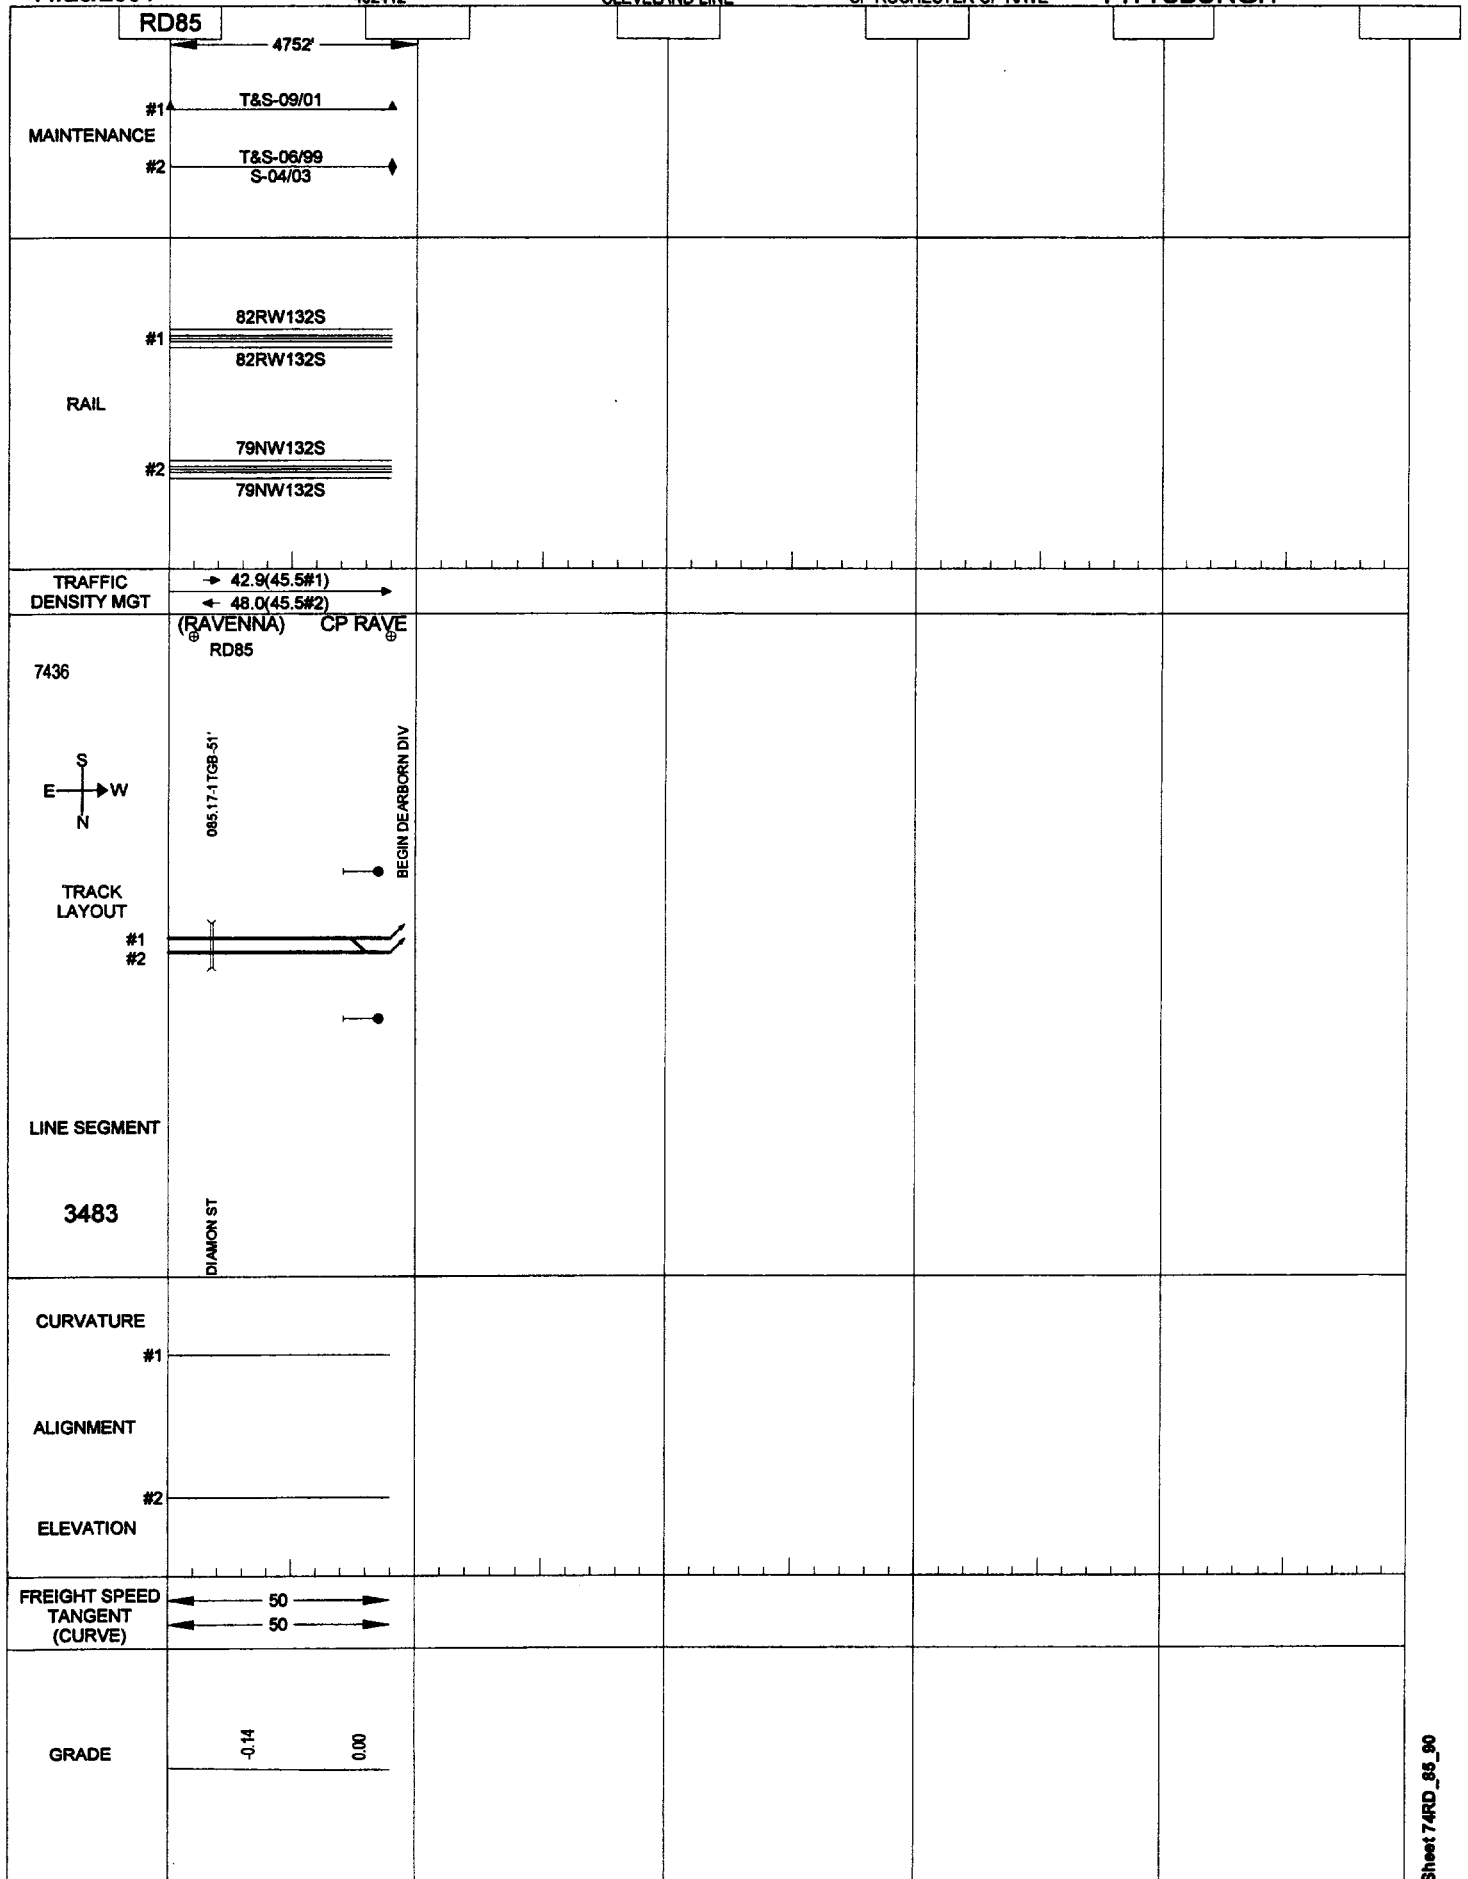 CLEVELAND LINE
PITTSBURGH
RD85
4752'
#1
T&S-09/01
MAINTENANCE
#2
T&S-06/99
S-04/03
82RW132S
#1
82RW132S
RAIL
79NW132S
#2
79NW132S
TRAFFIC
DENSITY MGT
42.9(45.5#1)
48.0(45.5#2)
(RAVENNA) CP RAVE
RD85
7436
S
E W
N
085.17-1 TGB-51'
BEGIN DEARBORN DIV
TRACK
LAYOUT
#1
#2
LINE SEGMENT
3483
DIAMON ST
CURVATURE
#1
ALIGNMENT
#2
ELEVATION
FREIGHT SPEED
TANGENT
(CURVE)
50
50
GRADE
-0.14
0.00
Sheet 74RD_85_90